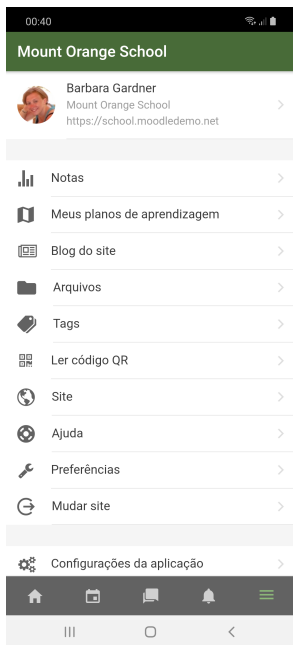 00:40
Mount Orange School
Barbara Gardner
Mount Orange School
https://school.moodledemo.net
Notas
Meus planos de aprendizagem
Blog do site
Arquivos
Tags
Ler código QR
Site
Ajuda
Preferências
Mudar site
Configurações da aplicação